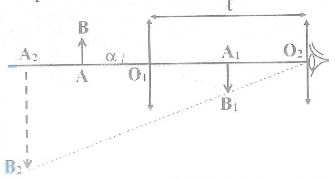 ℓ
B
A₂ α A₁ O₂
A O₁
B₁
B₂